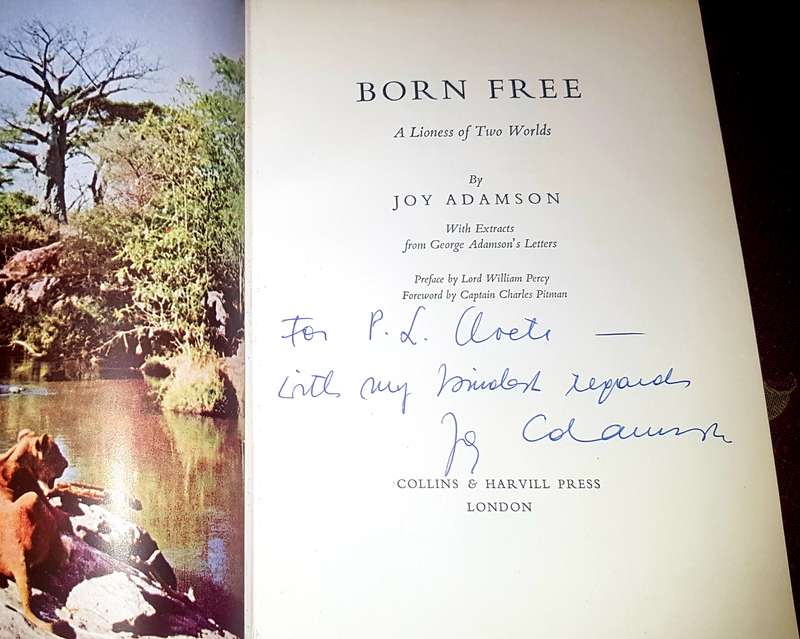 BORN FREE
A Lioness of Two Worlds
By
JOY ADAMSON
With Extracts
from George Adamson's Letters
Preface by Lord William Percy
Foreword by Captain Charles Pitman
For P. L. —
with my kindest regards
Joy Adamson
COLLINS & HARVILL PRESS
LONDON